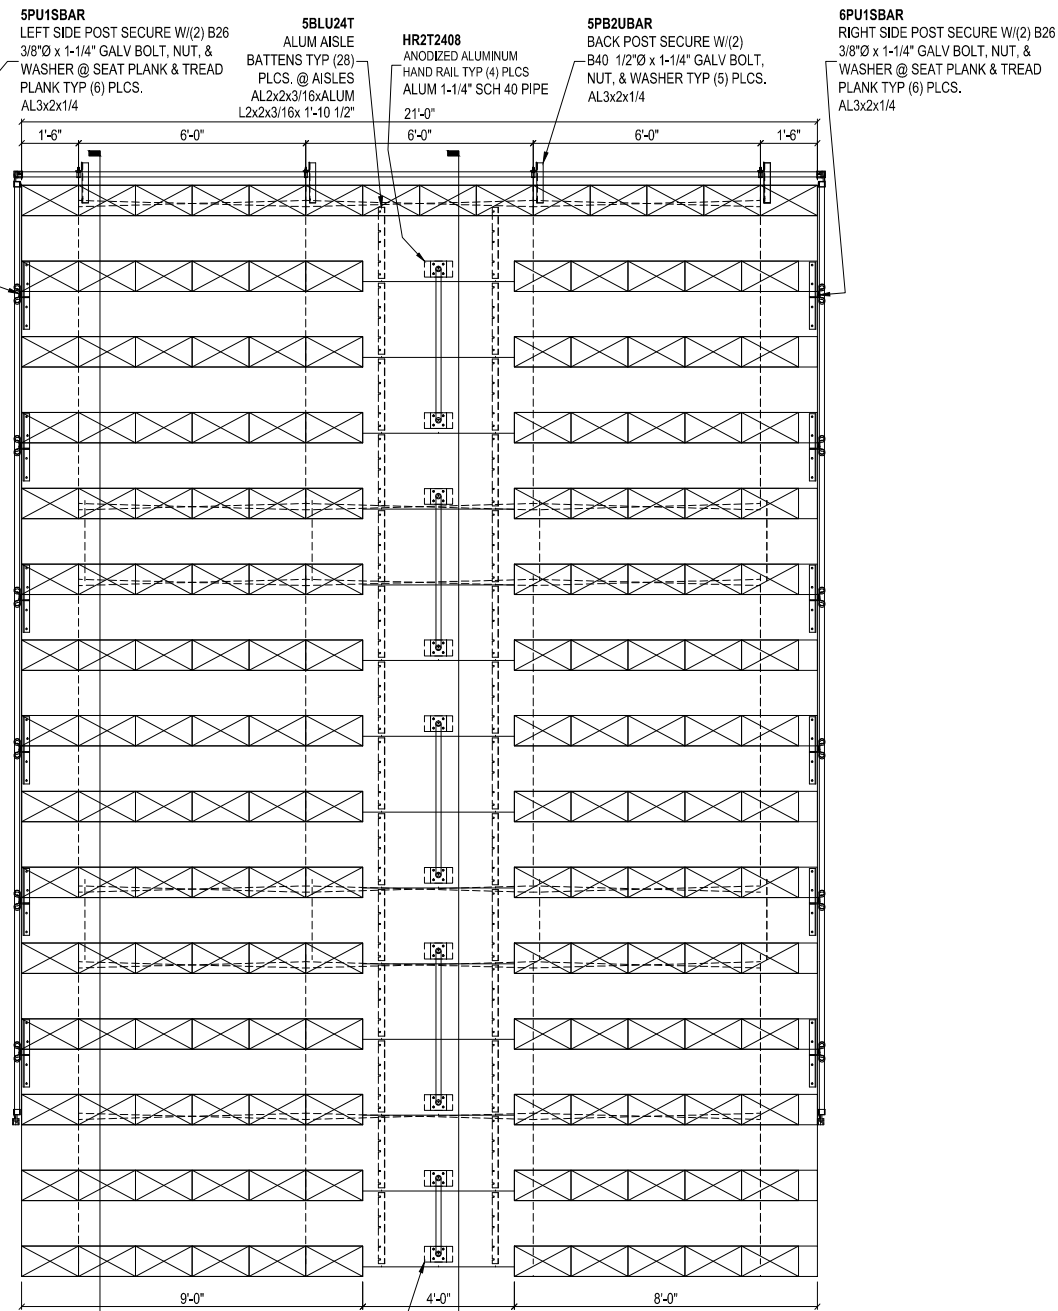 5PU1SBAR
LEFT SIDE POST SECURE W/(2) B26
3/8"Ø x 1-1/4" GALV BOLT, NUT, &
WASHER @ SEAT PLANK & TREAD
PLANK TYP (6) PLCS.
AL3x2x1/4
5BLU24T
ALUM AISLE
BATTENS TYP (28)
PLCS. @ AISLES
AL2x2x3/16xALUM
L2x2x3/16x 1'-10 1/2"
HR2T2408
ANODIZED ALUMINUM
HAND RAIL TYP (4) PLCS
ALUM 1-1/4" SCH 40 PIPE
5PB2UBAR
BACK POST SECURE W/(2)
B40 1/2"Ø x 1-1/4" GALV BOLT,
NUT, & WASHER TYP (5) PLCS.
AL3x2x1/4
6PU1SBAR
RIGHT SIDE POST SECURE W/(2) B26
3/8"Ø x 1-1/4" GALV BOLT, NUT, &
WASHER @ SEAT PLANK & TREAD
PLANK TYP (6) PLCS.
AL3x2x1/4
21'-0"
1'-6" 6'-0" 6'-0" 6'-0" 1'-6"
9'-0" 4'-0" 8'-0"